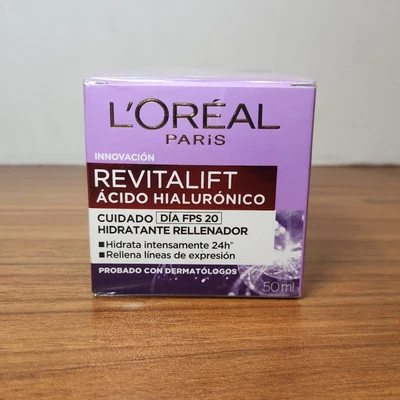 L'ORÉAL
PARIS
INNOVACIÓN
REVITALIFT
ÁCIDO HIALURÓNICO
CUIDADO DÍA FPS 20
HIDRATANTE RELLENADOR
■ Hidrata intensamente 24h*
■ Rellena líneas de expresión
PROBADO CON DERMATÓLOGOS
50 ml